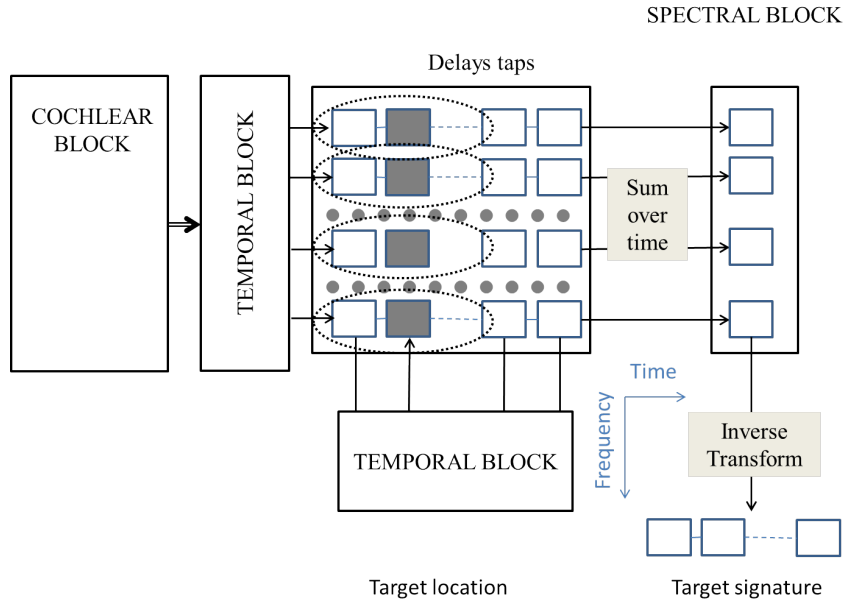 SPECTRAL BLOCK
Delays taps
COCHLEAR
BLOCK
TEMPORAL BLOCK
Sum
over
time
Time
Frequency
Inverse
Transform
TEMPORAL BLOCK
Target location
Target signature